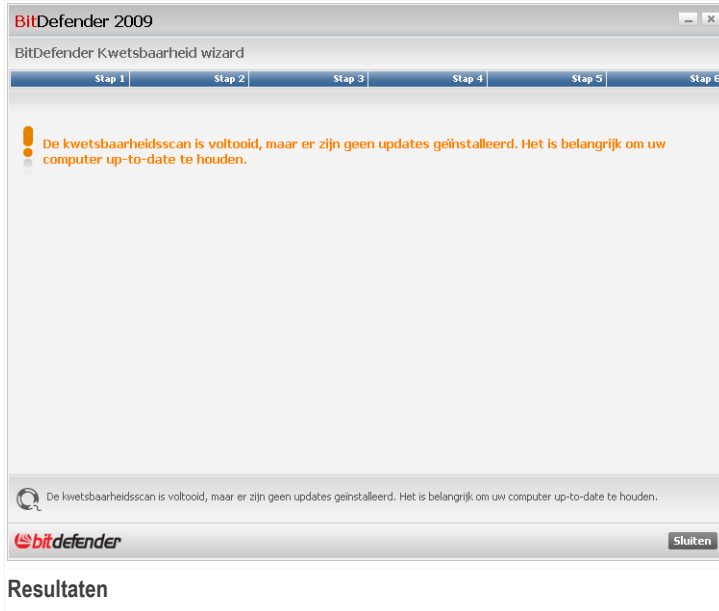 BitDefender 2009
BitDefender Kwetsbaarheid wizard
Stap 1 Stap 2 Stap 3 Stap 4 Stap 5 Stap 6
De kwetsbaarheidsscan is voltooid, maar er zijn geen updates geïnstalleerd. Het is belangrijk om uw
computer up-to-date te houden.
De kwetsbaarheidsscan is voltooid, maar er zijn geen updates geïnstalleerd. Het is belangrijk om uw computer up-to-date te houden.
bitdefender
Sluiten
Resultaten